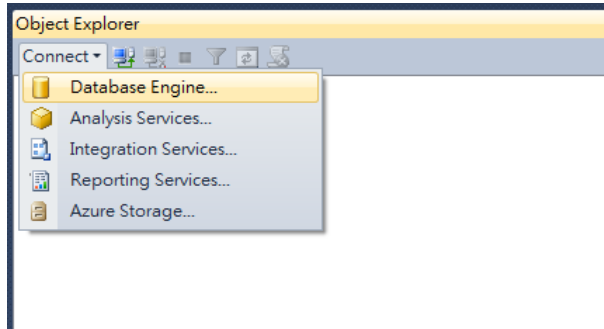 Object Explorer
Connect
Database Engine...
Analysis Services...
Integration Services...
Reporting Services...
Azure Storage...